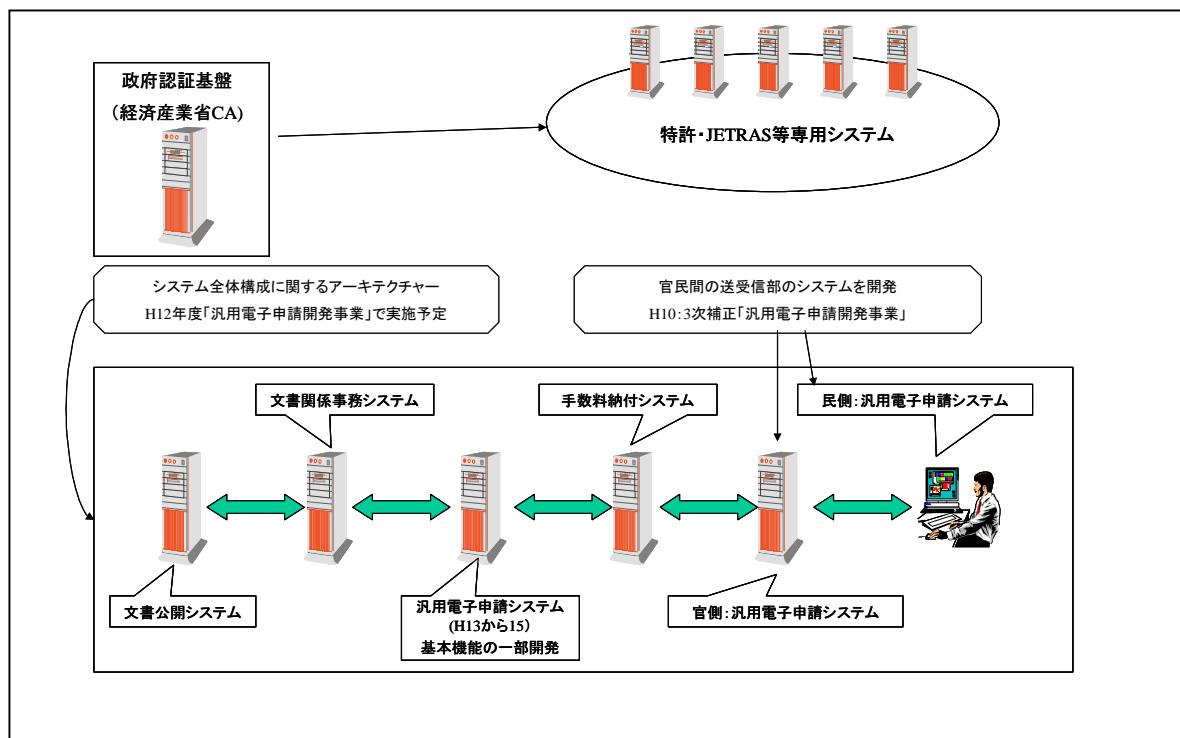 政府認証基盤
（経済産業省CA)
特許・JETRAS等専用システム
システム全体構成に関するアーキテクチャー
H12年度「汎用電子申請開発事業」で実施予定
官民間の送受信部のシステムを開発
H10：3次補正「汎用電子申請開発事業」
文書関係事務システム
手数料納付システム
民側：汎用電子申請システム
文書公開システム
汎用電子申請システム
(H13から15）
基本機能の一部開発
官側：汎用電子申請システム